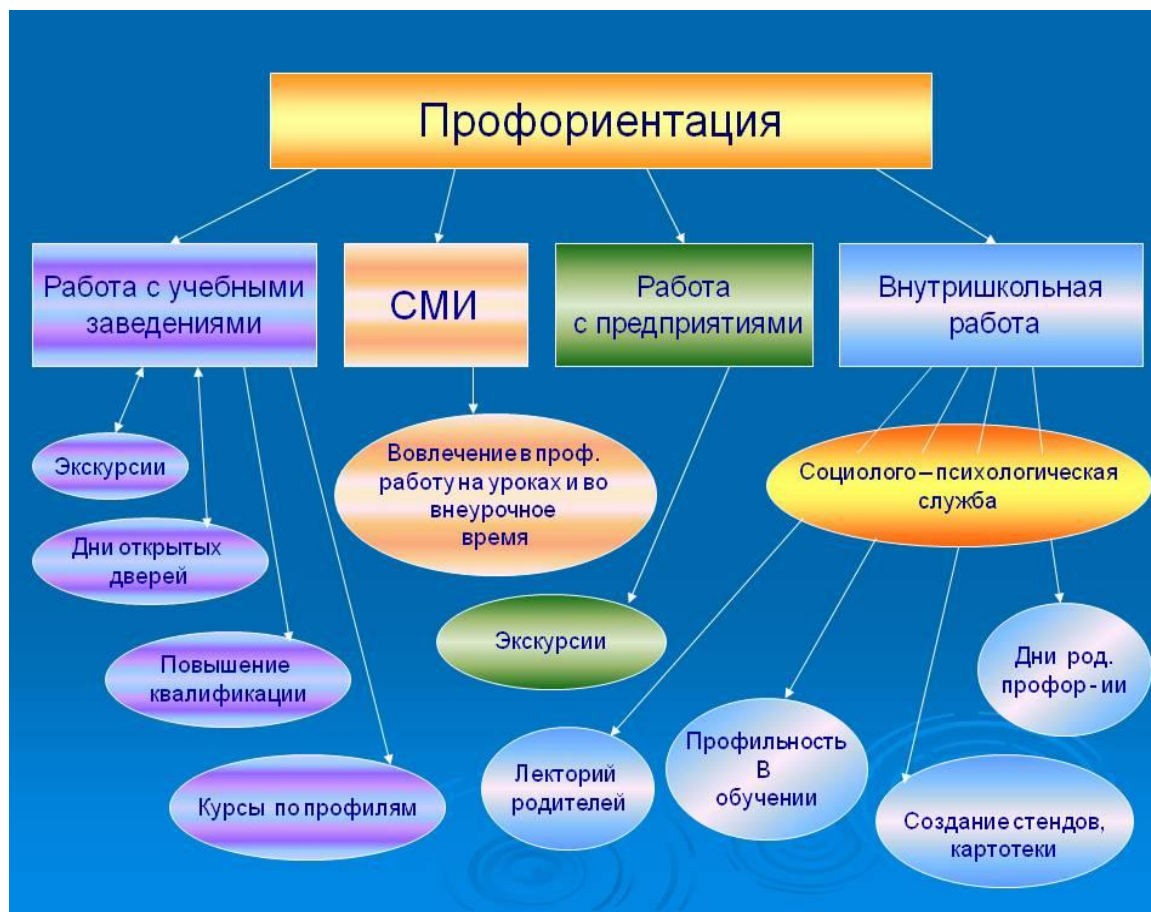 Профориентация
Работа с учебными
заведениями
СМИ
Работа
с предприятиями
Внутришкольная
работа
Экскурсии
Вовлечение в проф.
работу на уроках и во
внеурочное
время
Социолого – психологическая
служба
Дни открытых
дверей
Экскурсии
Повышение
квалификации
Дни род.
профор-ии
Лекторий
родителей
Профильность
В
обучении
Курсы по профилям
Создание стендов,
картотеки